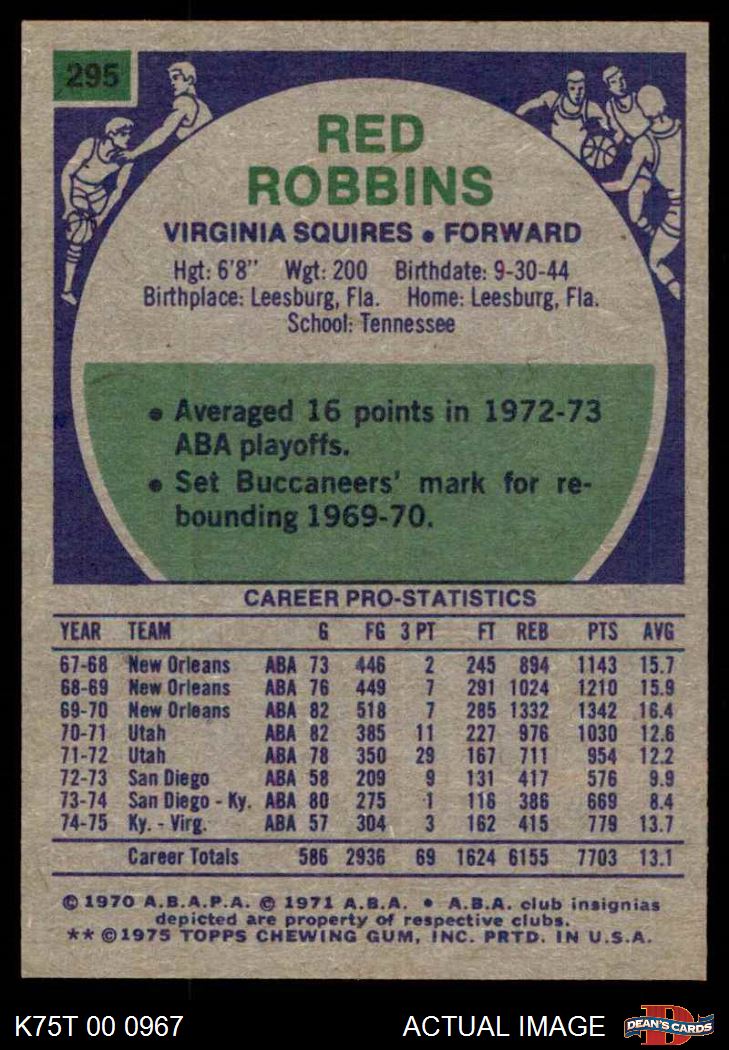 295
RED
ROBBINS
VIRGINIA SQUIRES • FORWARD
Hgt: 6'8" Wgt: 200 Birthdate: 9-30-44
Birthplace: Leesburg, Fla. Home: Leesburg, Fla.
School: Tennessee
• Averaged 16 points in 1972-73
ABA playoffs.
• Set Buccaneers' mark for re-
bounding 1969-70.
CAREER PRO-STATISTICS
YEAR TEAM G FG 3 PT FT REB PTS AVG
67-68 New Orleans ABA 73 446 2 245 894 1143 15.7
68-69 New Orleans ABA 76 449 7 291 1024 1210 15.9
69-70 New Orleans ABA 82 518 7 285 1332 1342 16.4
70-71 Utah ABA 82 385 11 227 976 1030 12.6
71-72 Utah ABA 78 350 29 167 711 954 12.2
72-73 San Diego ABA 58 209 9 131 417 576 9.9
73-74 San Diego - Ky. ABA 80 275 1 116 386 669 8.4
74-75 Ky. - Virg. ABA 57 304 3 162 415 779 13.7
Career Totals 586 2936 69 1624 6155 7703 13.1
© 1970 A.B.A.P.A. © 1971 A.B.A. • A.B.A. club insignias
depicted are property of respective clubs.
** © 1975 TOPPS CHEWING GUM, INC. PRTD. IN U.S.A.
K75T 00 0967 ACTUAL IMAGE D DEAN'S CARDS